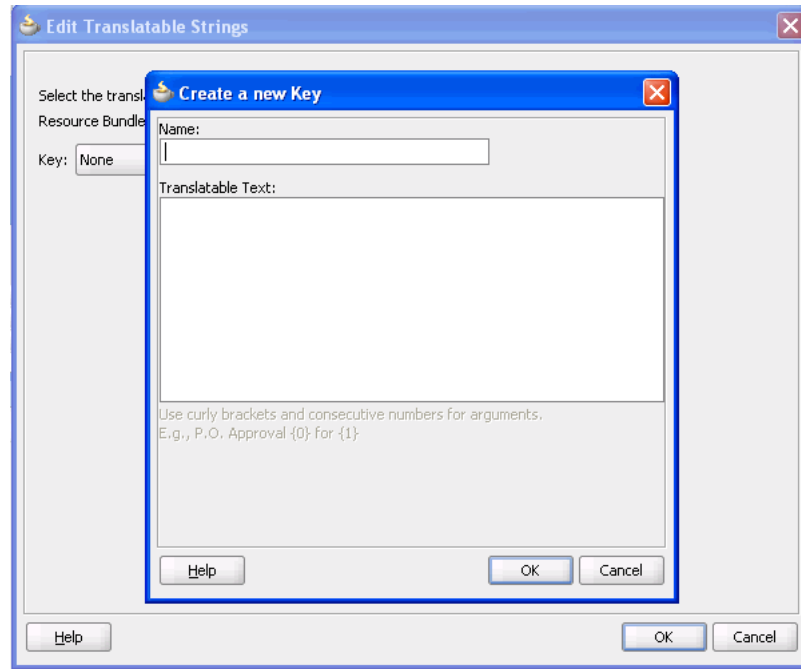 Edit Translatable Strings
Select the transl
Resource Bundle
Key: None
Create a new Key
Name:
Translatable Text:
Use curly brackets and consecutive numbers for arguments.
E.g., P.O. Approval {0} for {1}
Help OK Cancel
Help OK Cancel